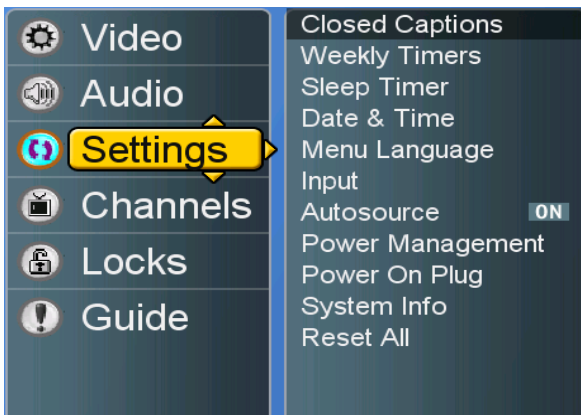 Video
Audio
Settings
Channels
Locks
Guide
Closed Captions
Weekly Timers
Sleep Timer
Date & Time
Menu Language
Input
Autosource ON
Power Management
Power On Plug
System Info
Reset All